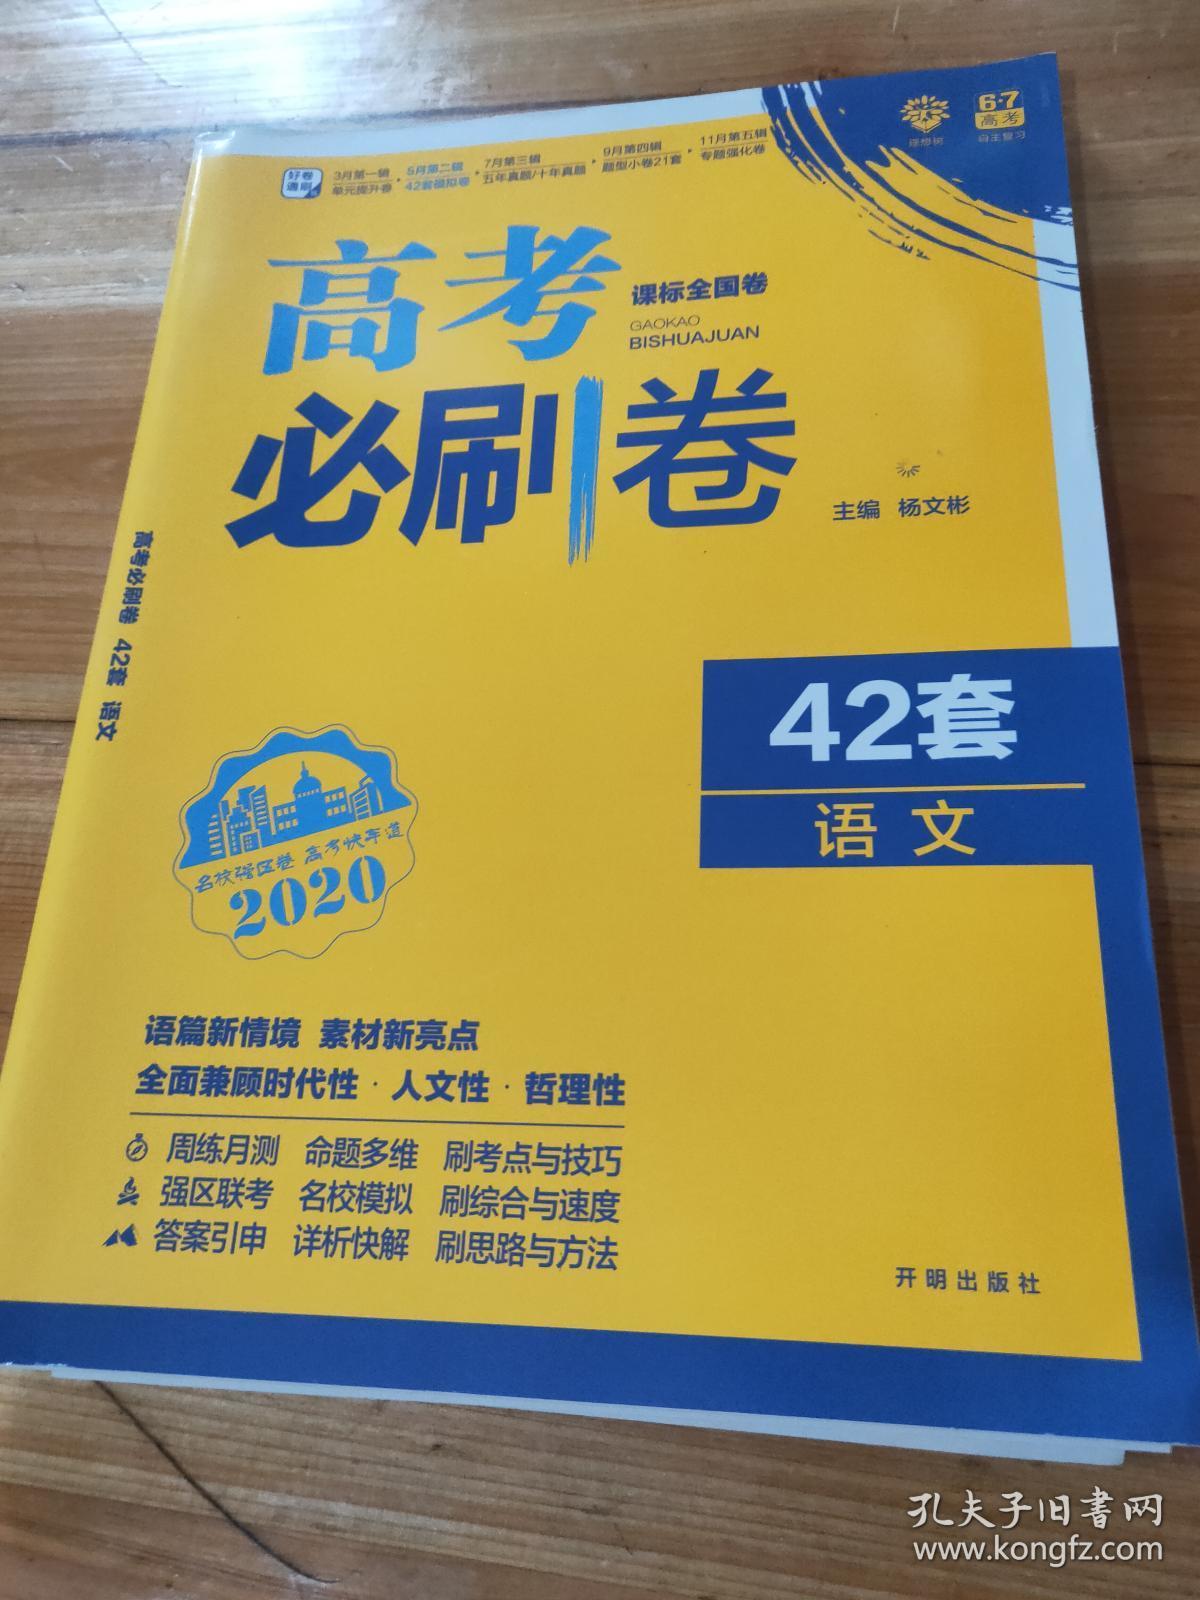 6·7
高考
自主复习
理想树
好卷
遭刷
3月第一辑
单元提升卷
5月第二辑
42套模拟卷
7月第三辑
五年真题/十年真题
9月第四辑
题型小卷21套
11月第五辑
专题强化卷
高考
课标全国卷
GAOKAO
BISHUAJUAN
必刷卷
主编 杨文彬
高考必刷卷 42套 语文
42套
语文
名校强区卷 高考快车道
2020
语篇新情境 素材新亮点
全面兼顾时代性·人文性·哲理性
周练月测 命题多维 刷考点与技巧
强区联考 名校模拟 刷综合与速度
答案引申 详析快解 刷思路与方法
开明出版社
孔夫子旧书网
www.kongfz.com